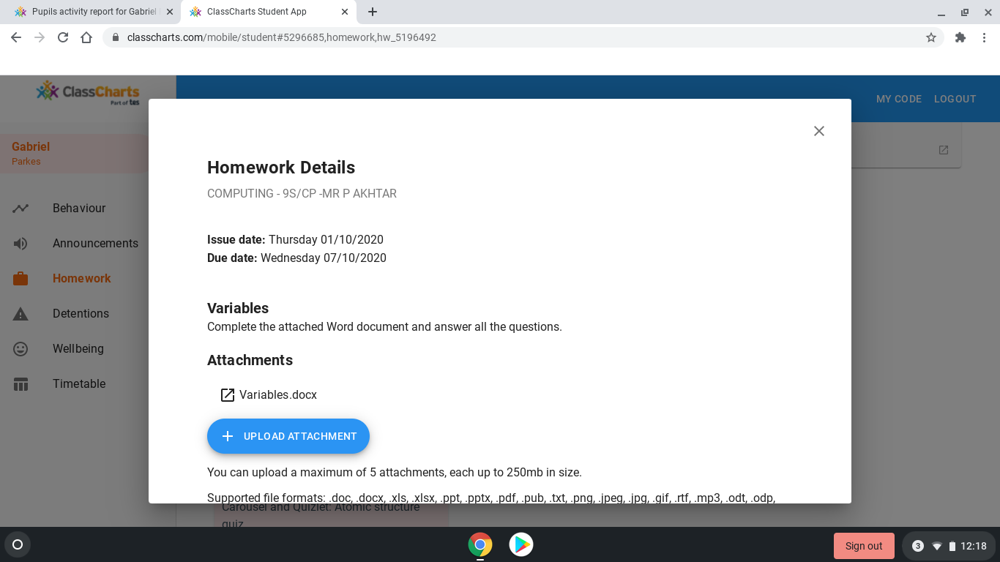 Pupils activity report for Gabriel
ClassCharts Student App
classcharts.com/mobile/student#5296685,homework,hw_5196492
ClassCharts
Part of tes
MY CODE LOGOUT
Gabriel
Parkes
Behaviour
Announcements
Homework
Detentions
Wellbeing
Timetable
Homework Details
COMPUTING - 9S/CP -MR P AKHTAR
Issue date: Thursday 01/10/2020
Due date: Wednesday 07/10/2020
Variables
Complete the attached Word document and answer all the questions.
Attachments
Variables.docx
UPLOAD ATTACHMENT
You can upload a maximum of 5 attachments, each up to 250mb in size.
Supported file formats: .doc, .docx, .xls, .xlsx, .ppt, .pptx, .pdf, .pub, .txt, .png, .jpeg, .jpg, .gif, .rtf, .mp3, .odt, .odp,
Carousel and Quizlet: Atomic structure
quiz
Sign out
3
12:18